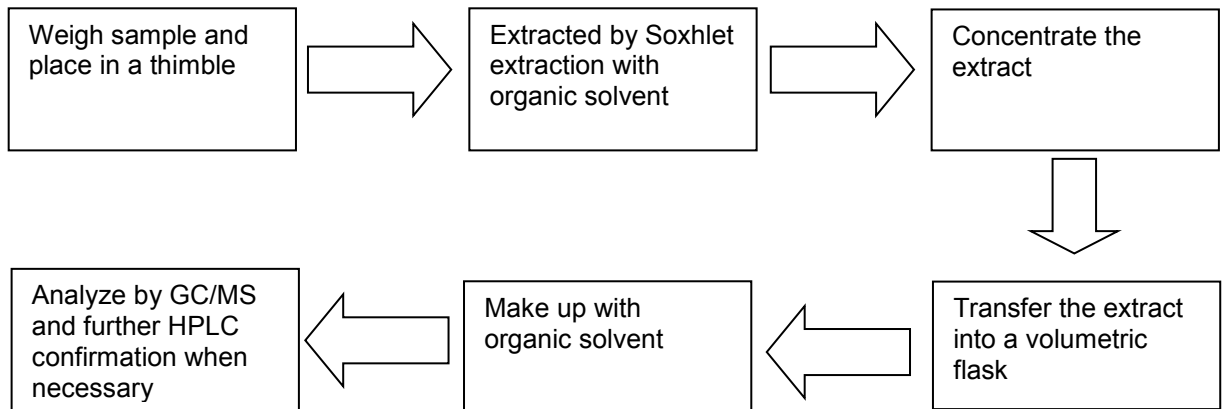 Weigh sample and
place in a thimble
Extracted by Soxhlet
extraction with
organic solvent
Concentrate the
extract
Transfer the extract
into a volumetric
flask
Make up with
organic solvent
Analyze by GC/MS
and further HPLC
confirmation when
necessary